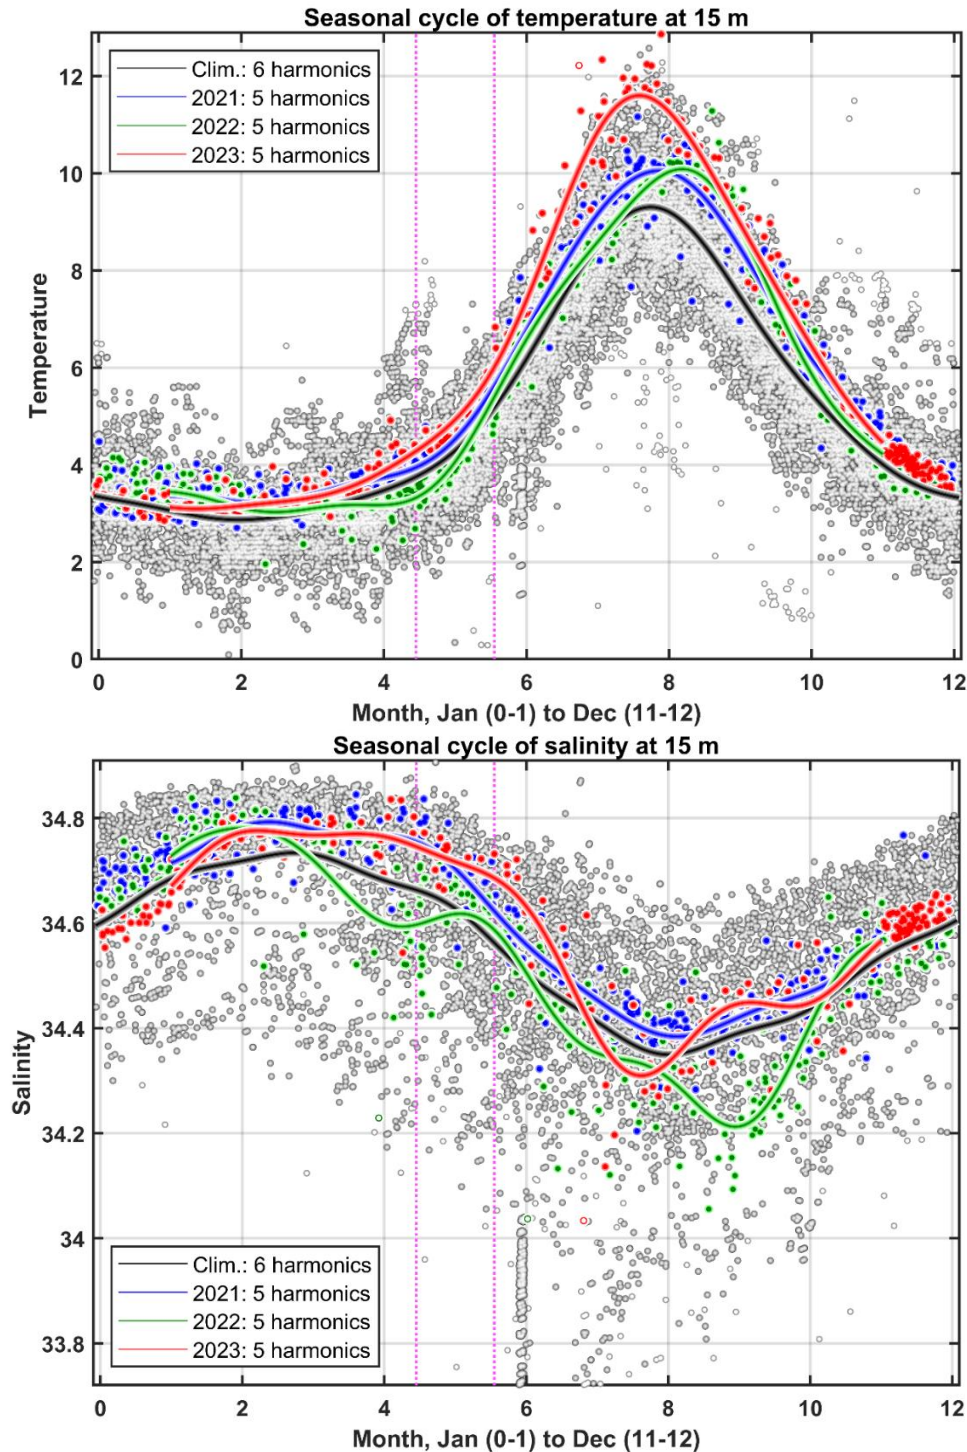 Seasonal cycle of temperature at 15 m
Clim.: 6 harmonics
2021: 5 harmonics
2022: 5 harmonics
2023: 5 harmonics
Temperature
12
10
8
6
4
2
0
0 2 4 6 8 10 12
Month, Jan (0-1) to Dec (11-12)
Seasonal cycle of salinity at 15 m
Salinity
34.8
34.6
34.4
34.2
34
33.8
Clim.: 6 harmonics
2021: 5 harmonics
2022: 5 harmonics
2023: 5 harmonics
0 2 4 6 8 10 12
Month, Jan (0-1) to Dec (11-12)